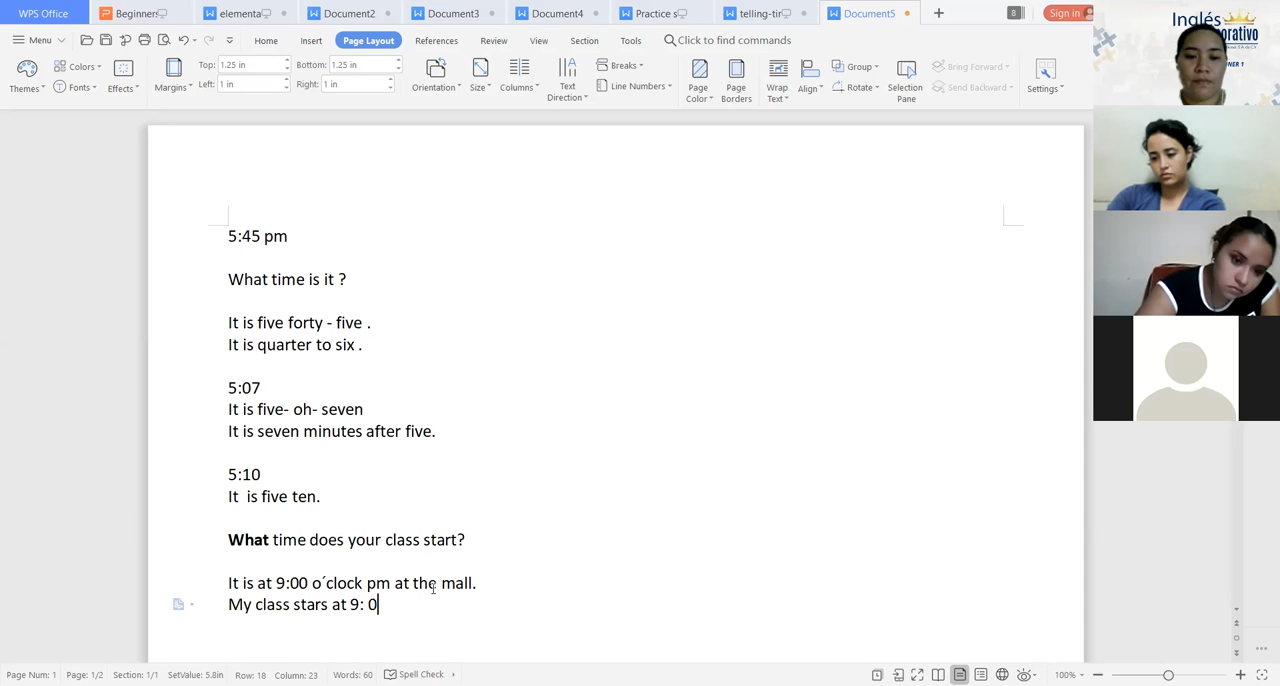 WPS Office
Beginners
elementa
Document2
Document3
Document4
Practice s
telling-tir
Document5
8
Sign in
Menu
Home
Insert
Page Layout
References
Review
View
Section
Tools
Click to find commands
Themes
Colors
Fonts
Effects
Margins
Top: 1.25 in
Bottom: 1.25 in
Left: 1 in
Right: 1 in
Orientation
Size
Columns
Text Direction
Breaks
Line Numbers
Page Color
Page Borders
Wrap Text
Align
Group
Rotate
Selection Pane
Bring Forward
Send Backward
Settings
Inglés
orativo
5:45 pm
What time is it ?
It is five forty - five .
It is quarter to six .
5:07
It is five- oh- seven
It is seven minutes after five.
5:10
It is five ten.
What time does your class start?
It is at 9:00 o´clock pm at the mall.
My class stars at 9: 0
Page Num: 1
Page: 1/2
Section: 1/1
SetValue: 5.8in
Row: 18
Column: 23
Words: 60
Spell Check
100%